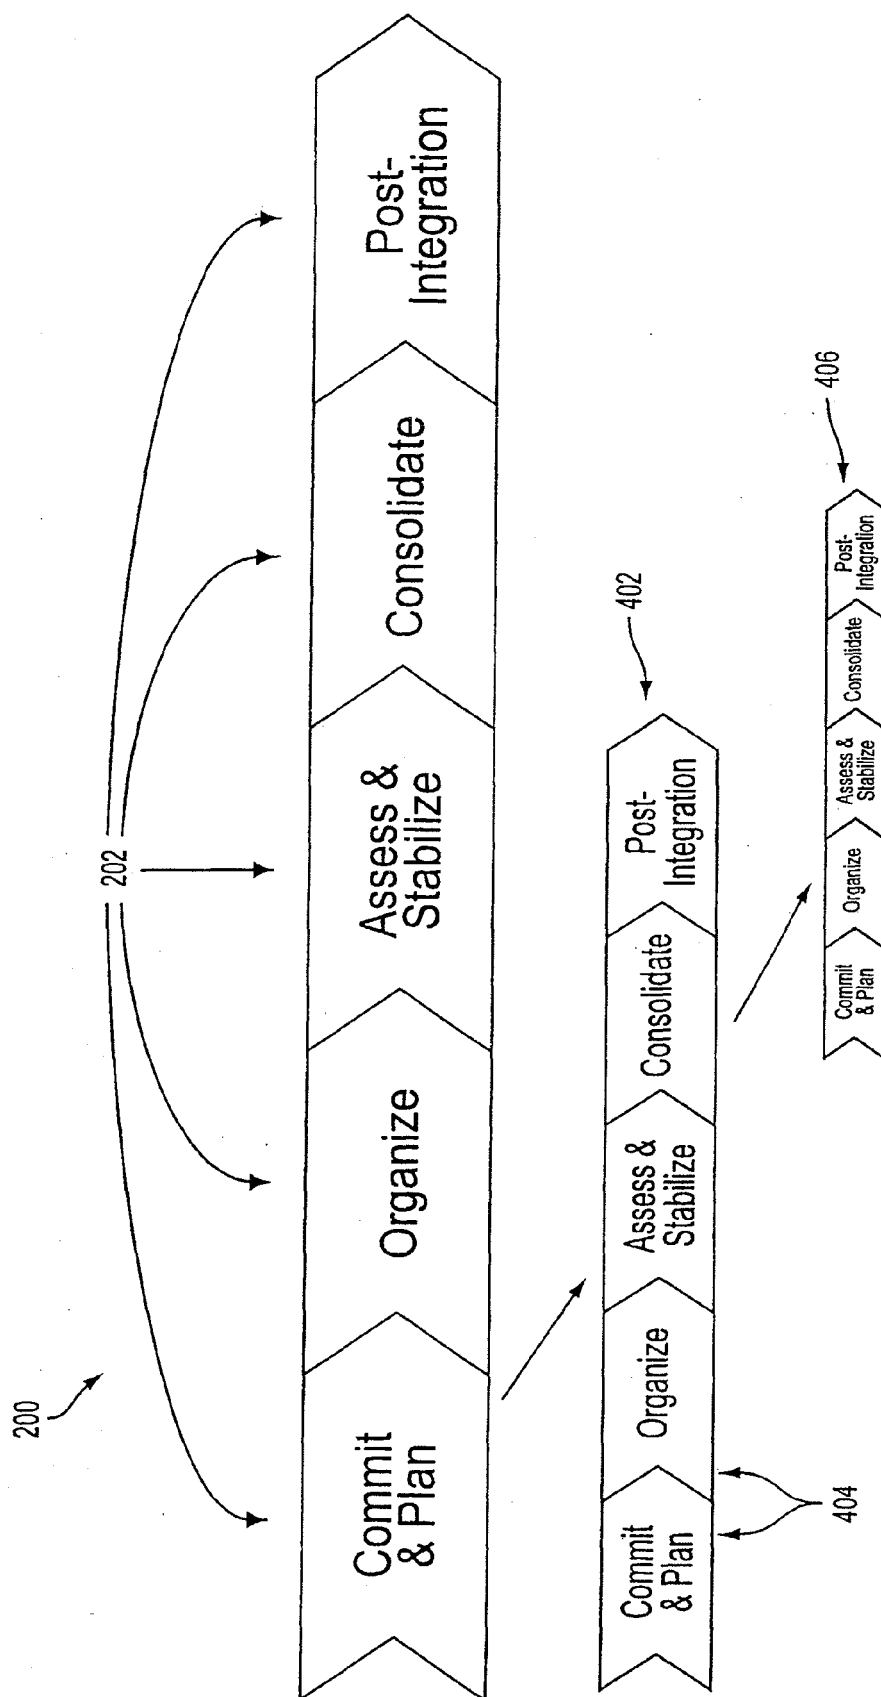 200
202
Commit
& Plan
Organize
Assess &
Stabilize
Consolidate
Post-
Integration
402
Commit
& Plan
Organize
Assess &
Stabilize
Consolidate
Post-
Integration
404
406
Commit
& Plan
Organize
Assess &
Stabilize
Consolidate
Post-
Integration